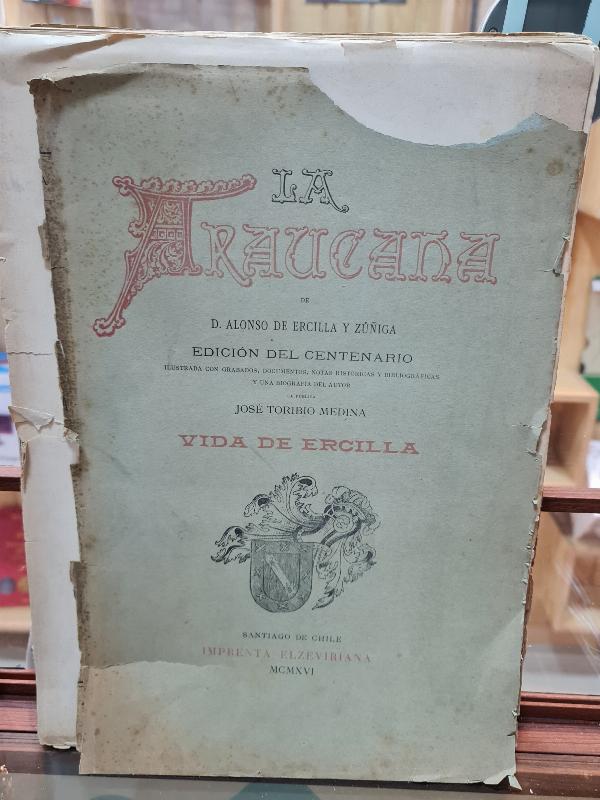 LA
ARAUCANA
DE
D. ALONSO DE ERCILLA Y ZÚÑIGA
EDICIÓN DEL CENTENARIO
ILUSTRADA CON GRABADOS, DOCUMENTOS, NOTAS HISTÓRICAS Y BIBLIOGRÁFICAS
Y UNA BIOGRAFÍA DEL AUTOR
LA PUBLICA
JOSÉ TORIBIO MEDINA
VIDA DE ERCILLA
SANTIAGO DE CHILE
IMPRENTA ELZEVIRIANA
MCMXVI